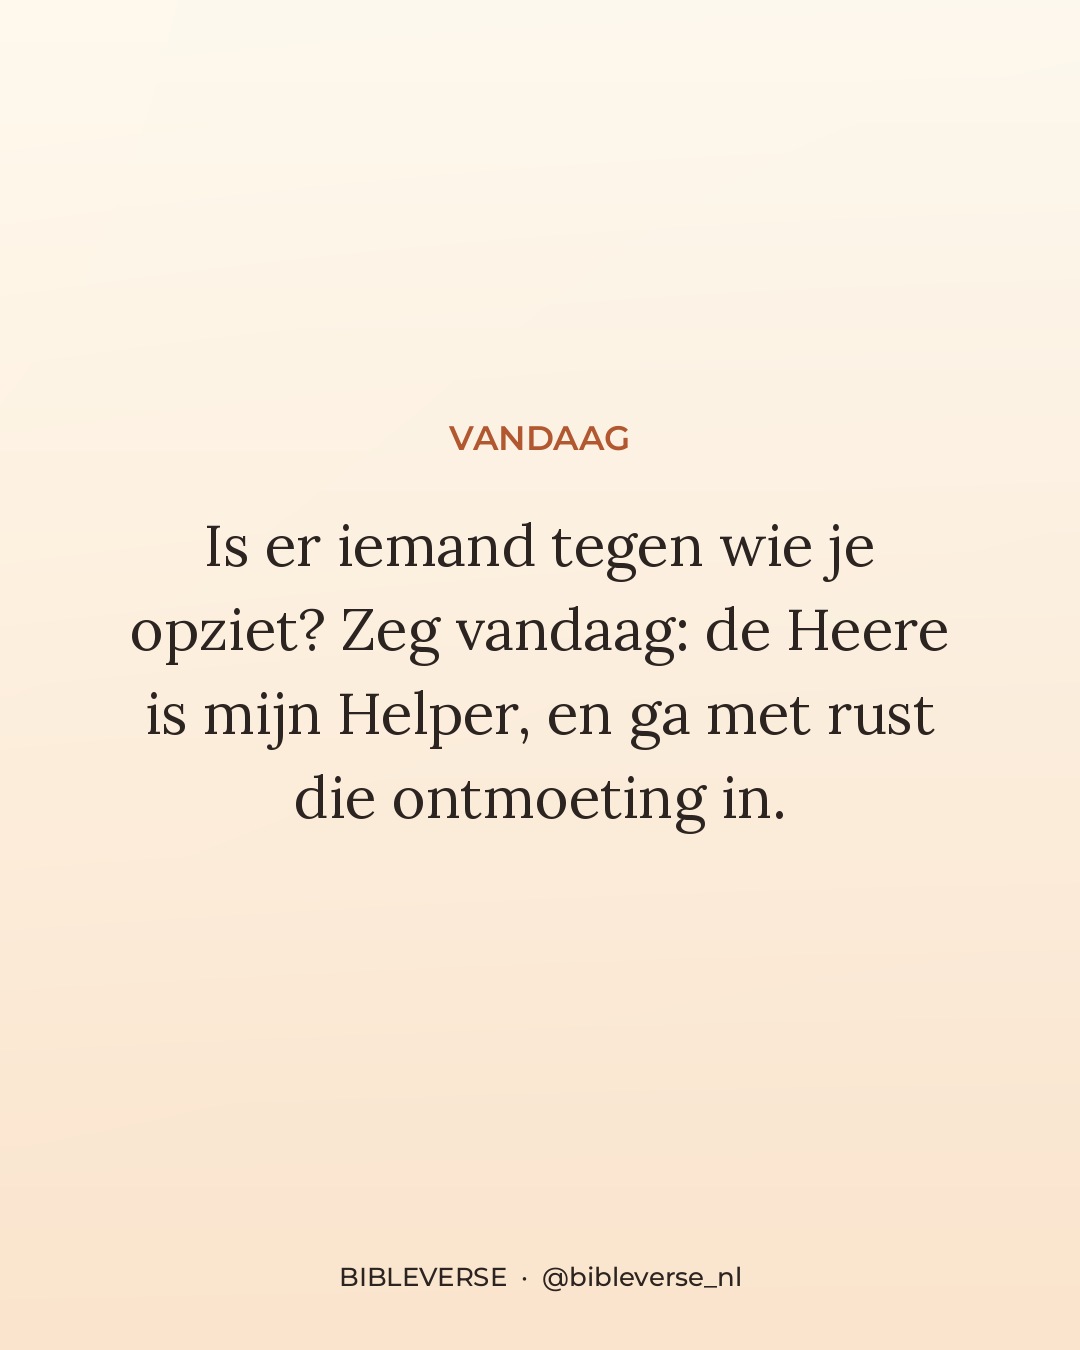 VANDAAG
Is er iemand tegen wie je
opziet? Zeg vandaag: de Heere
is mijn Helper, en ga met rust
die ontmoeting in.
BIBLEVERSE · @bibleverse_nl